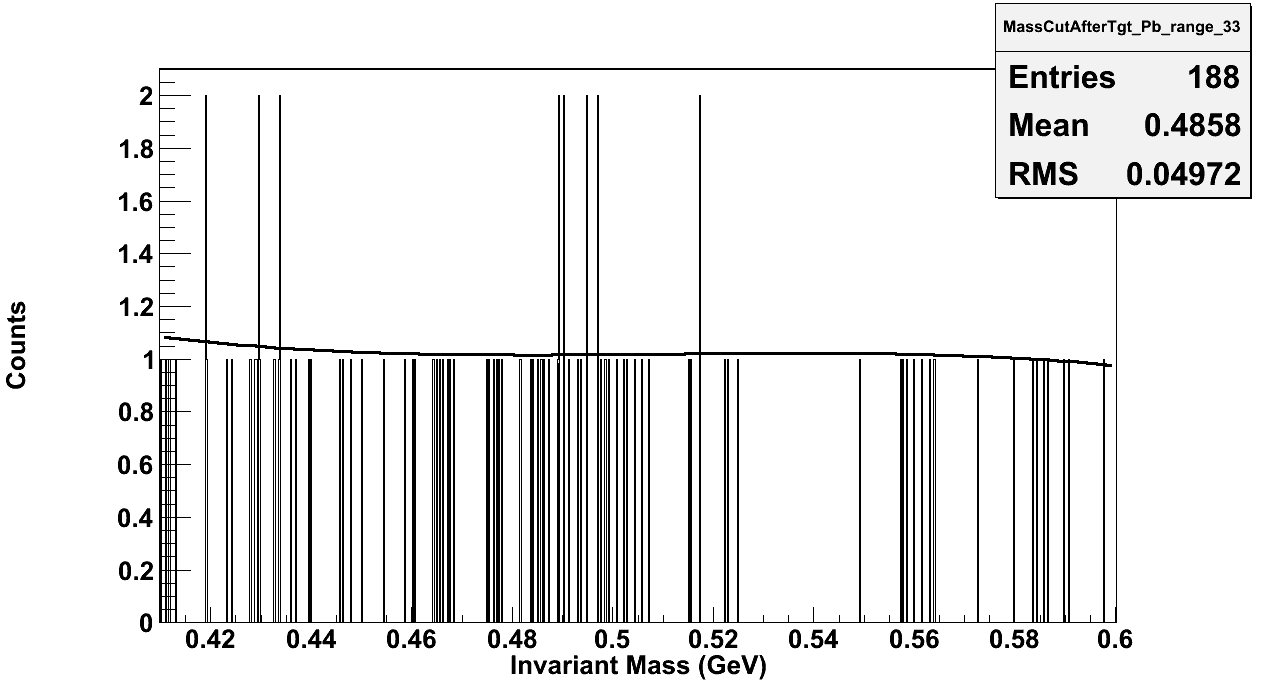 MassCutAfterTgt_Pb_range_33
Entries 188
Mean 0.4858
RMS 0.04972
Counts
2
1.8
1.6
1.4
1.2
1
0.8
0.6
0.4
0.2
0
0.42 0.44 0.46 0.48 0.5 0.52 0.54 0.56 0.58 0.6
Invariant Mass (GeV)